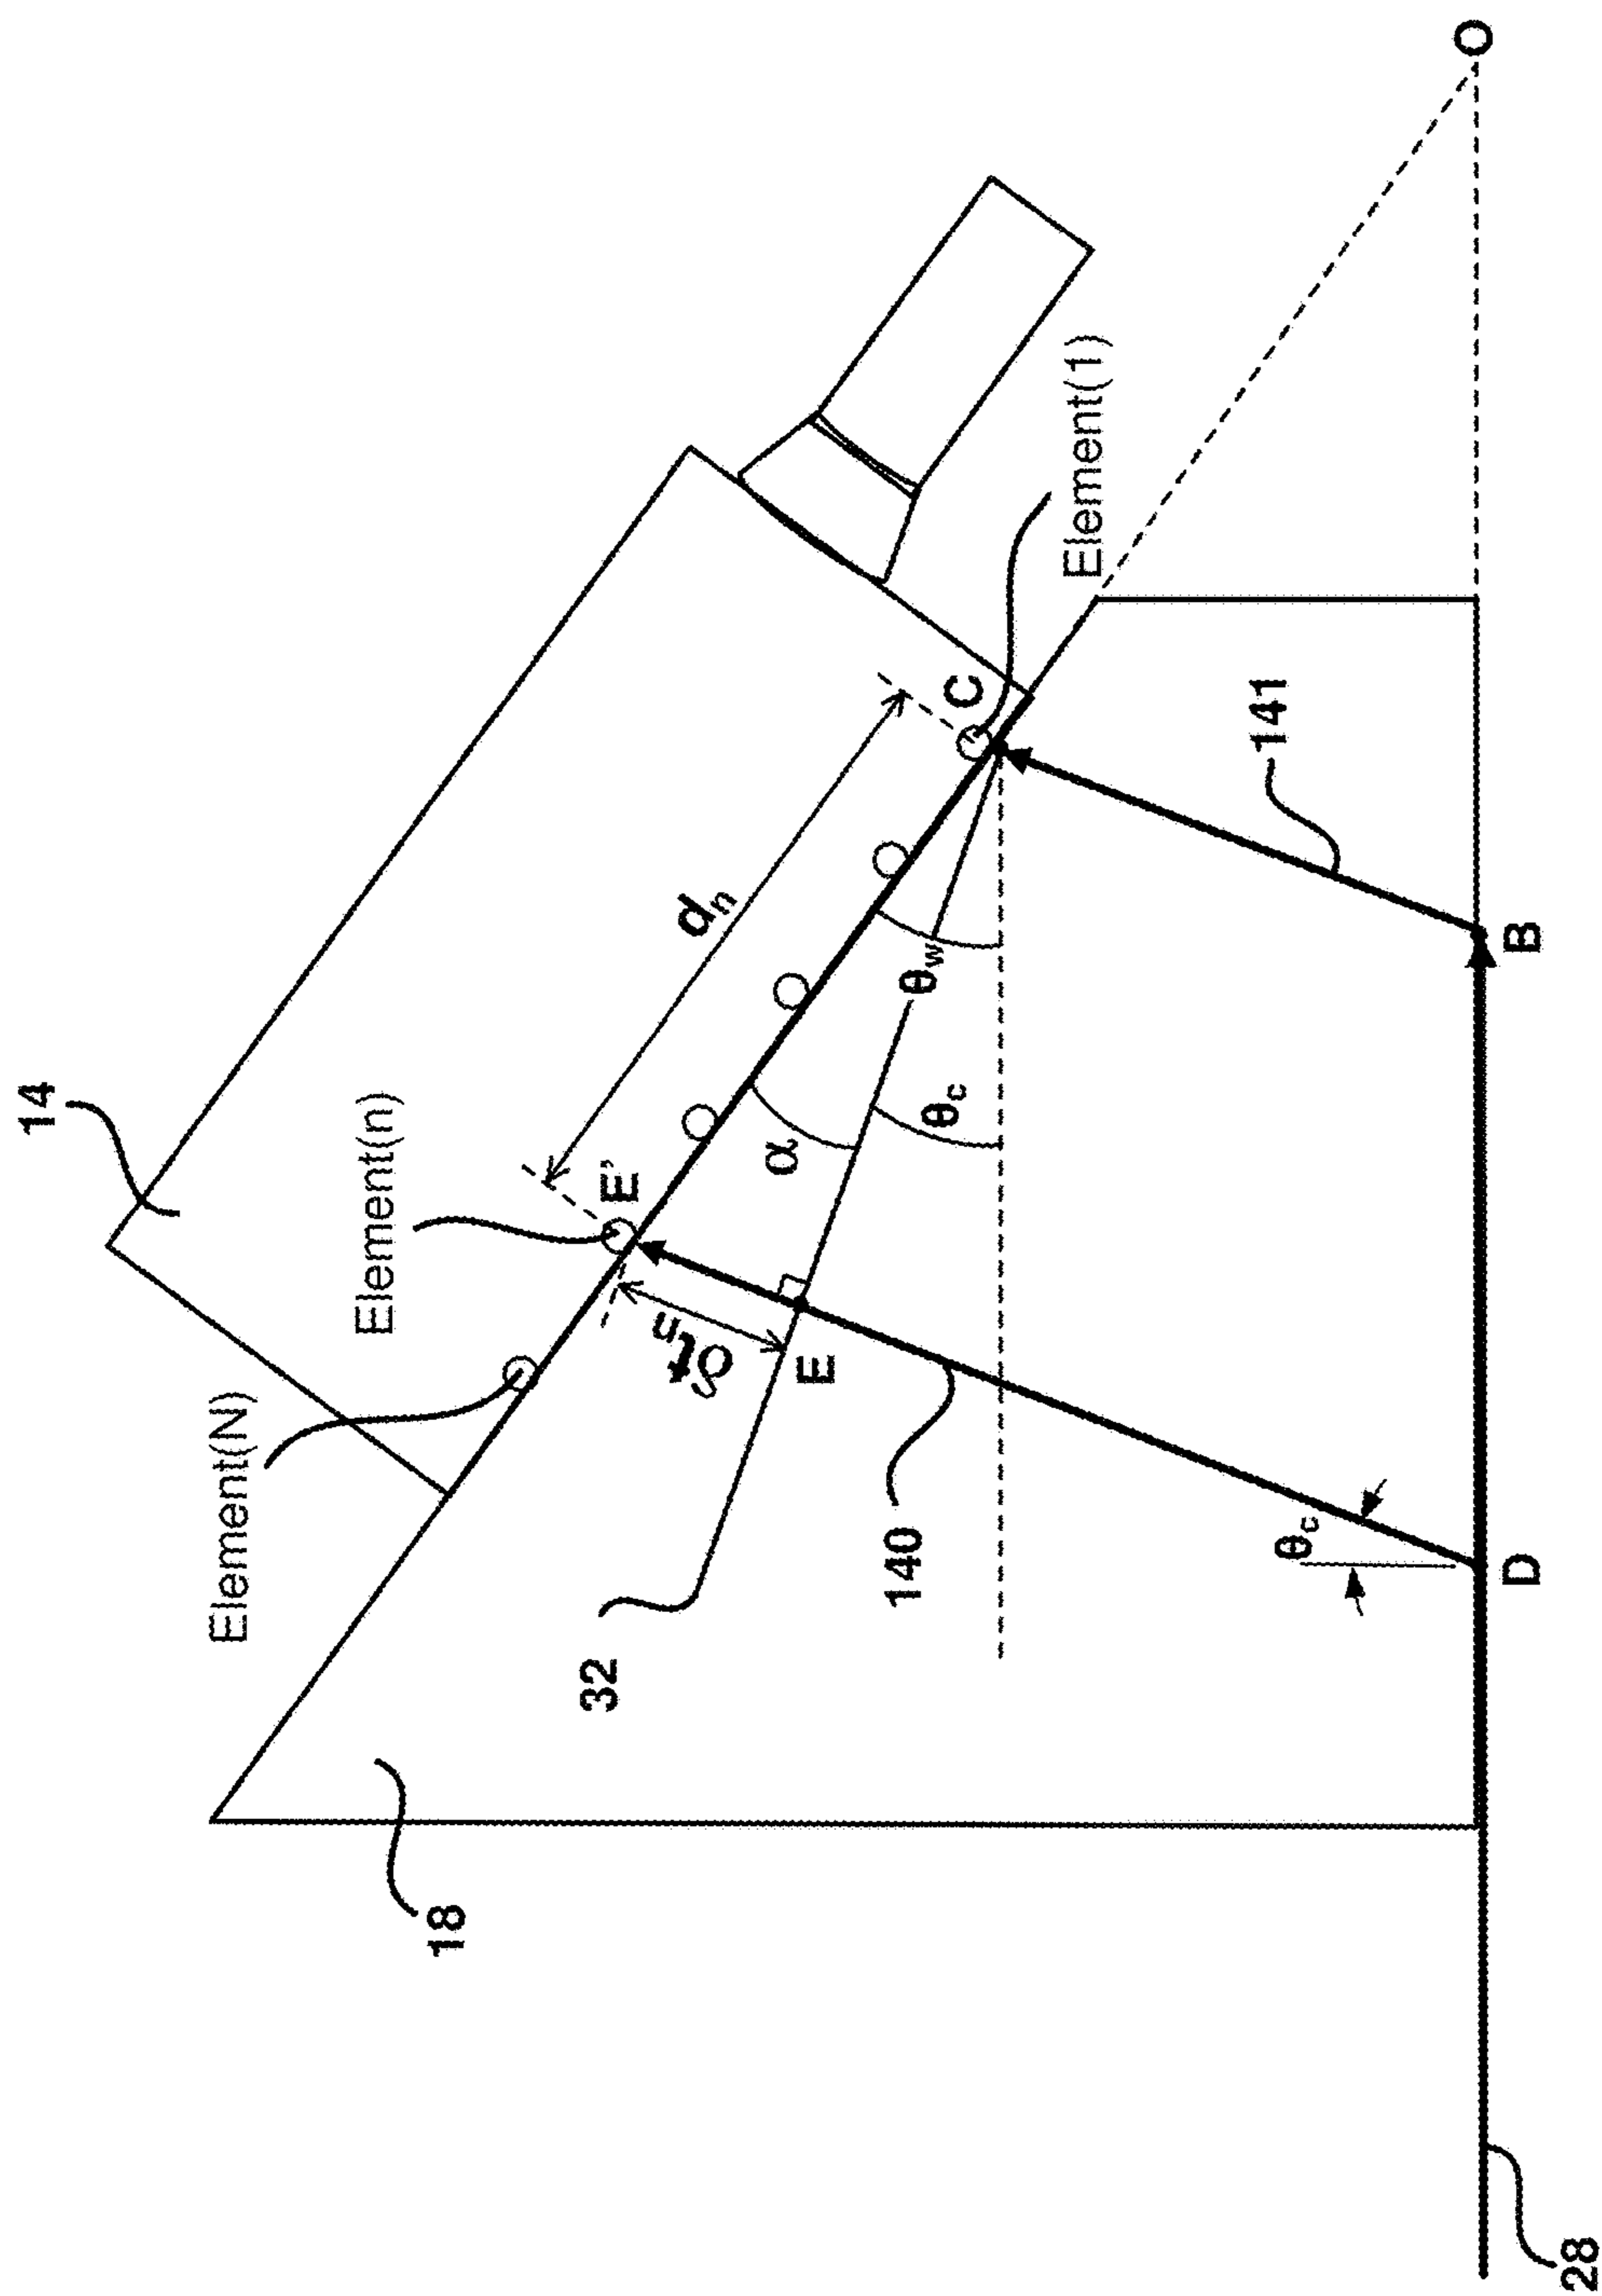 14
Element(n)
Element(N)
dₙ
E'
C
Element(1)
δtₙ
E
α
θw
θc
32
140
141
18
θc
D
B
O
28